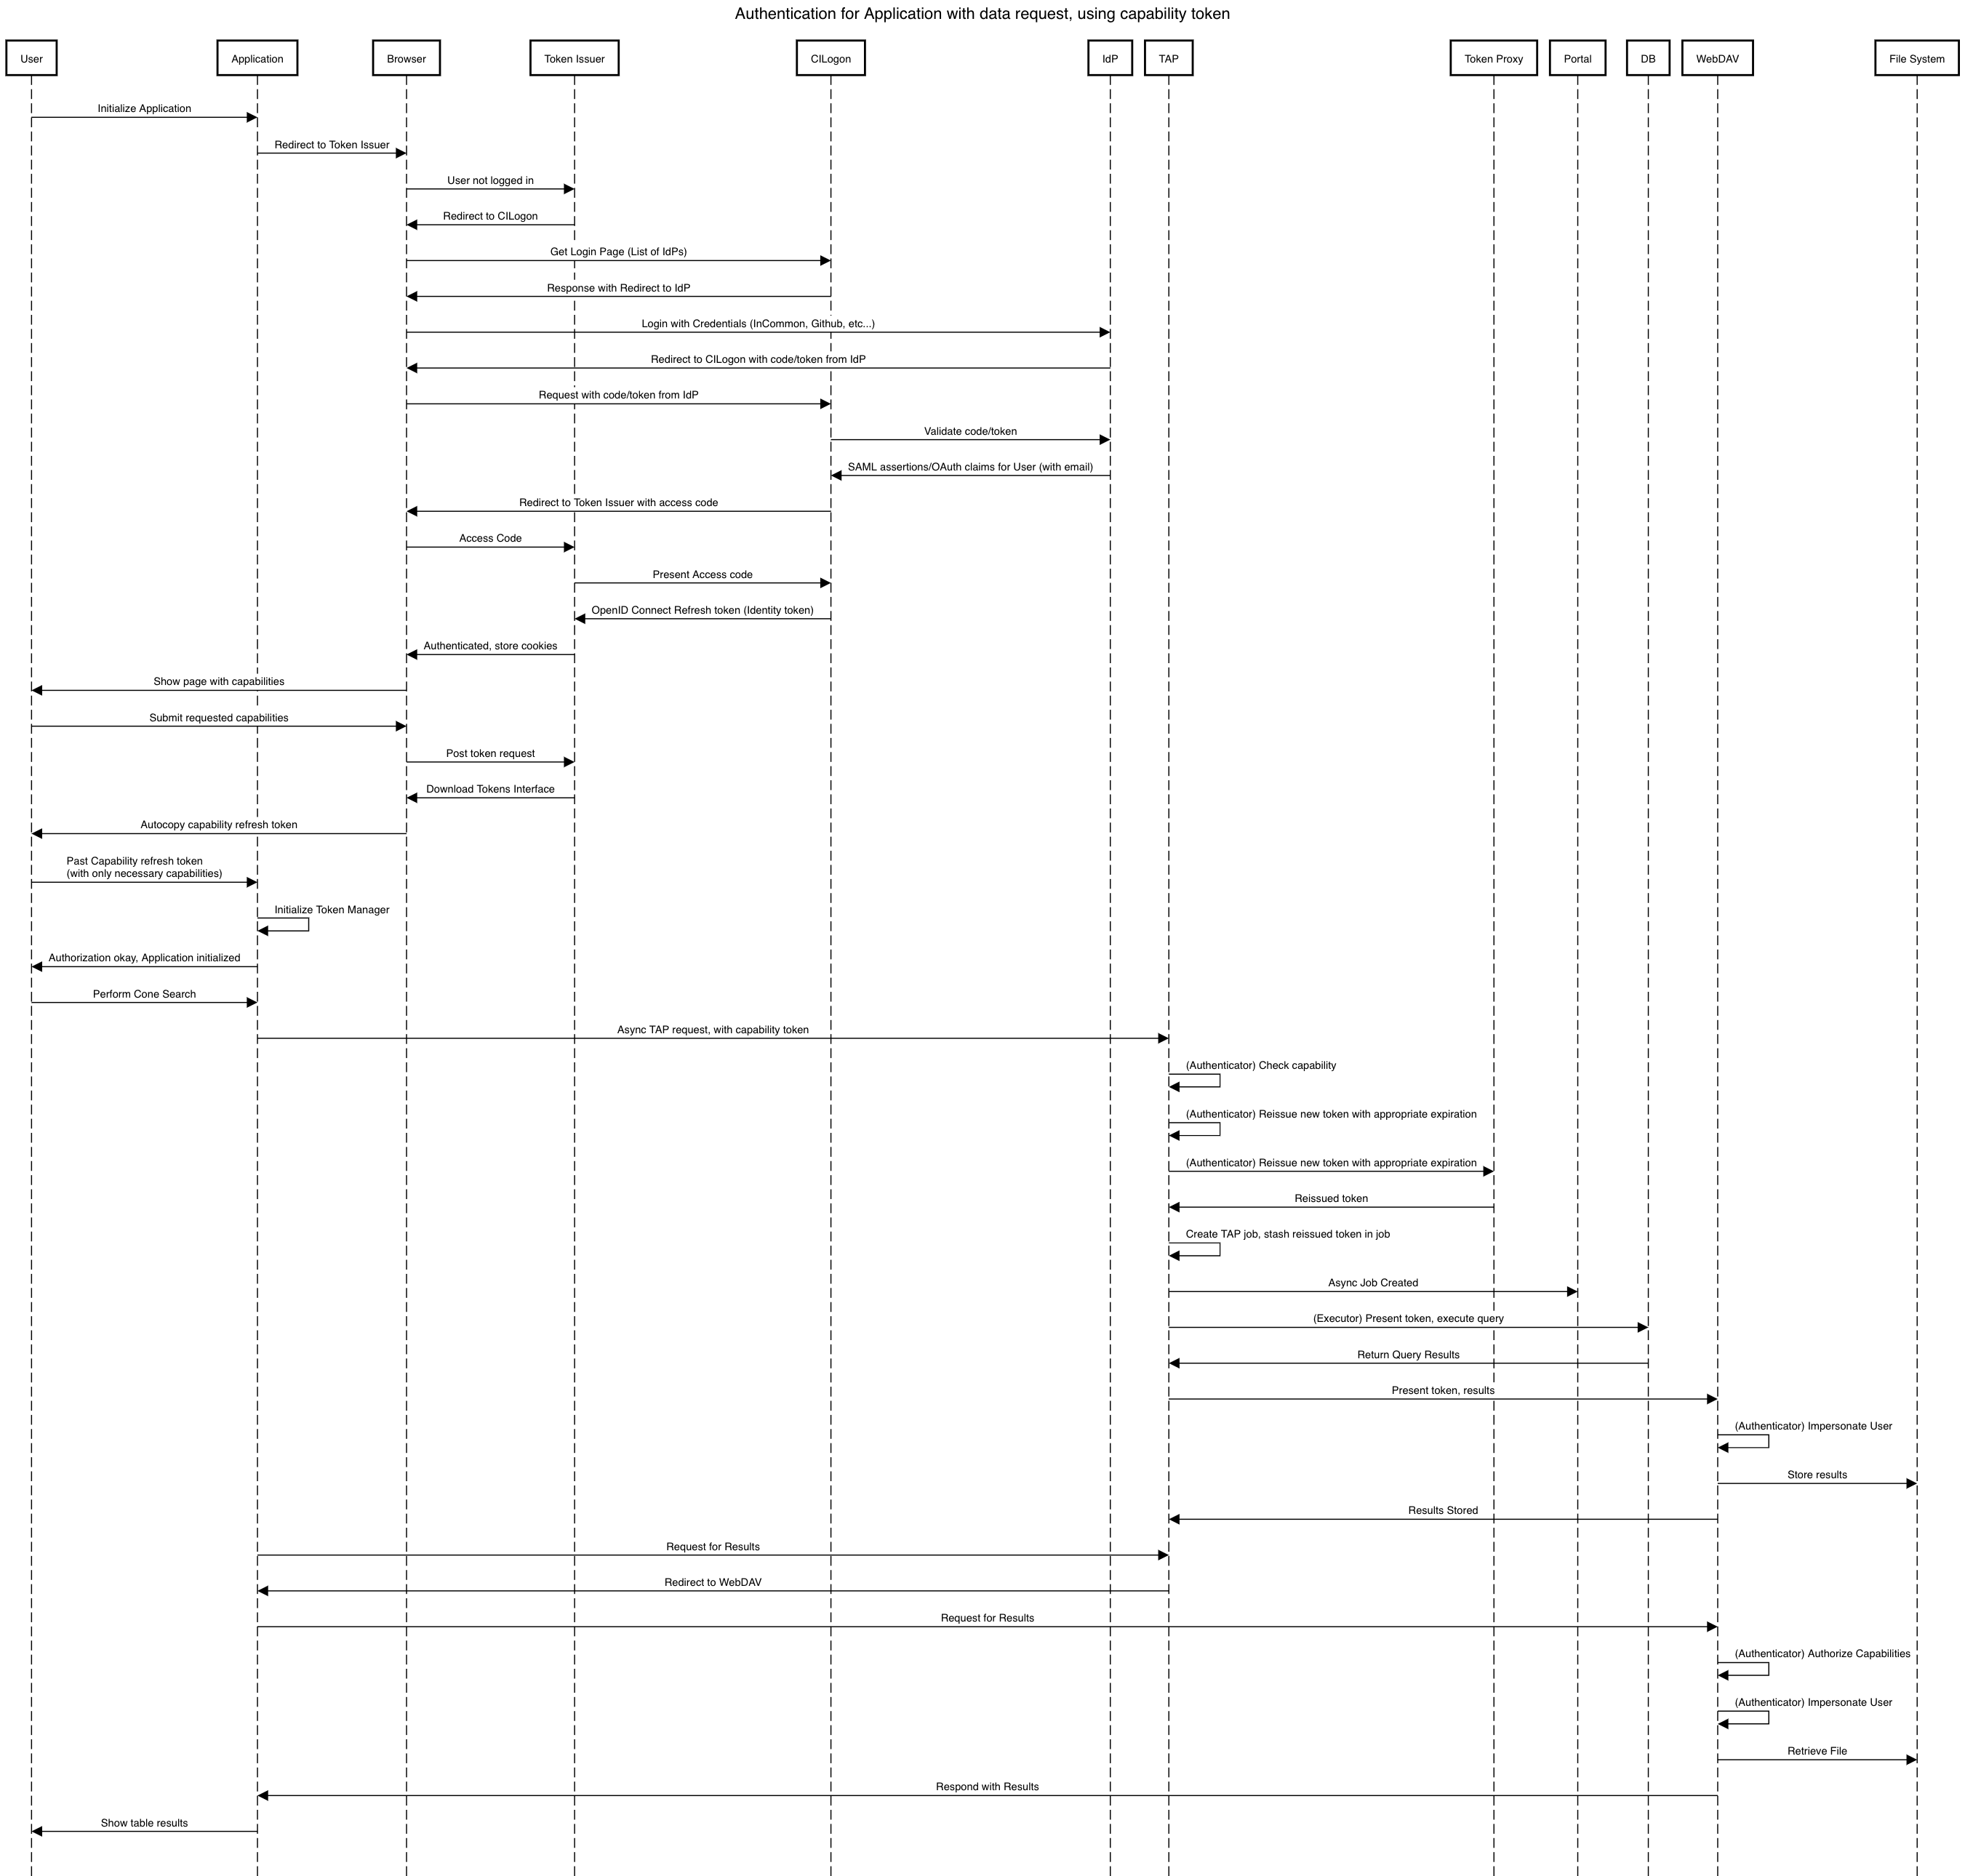 Authentication for Application with data request, using capability token
User
Application
Browser
Token Issuer
CILogon
IdP
TAP
Token Proxy
Portal
DB
WebDAV
File System
Initialize Application
Redirect to Token Issuer
User not logged in
Redirect to CILogon
Get Login Page (List of IdPs)
Response with Redirect to IdP
Login with Credentials (InCommon, Github, etc...)
Redirect to CILogon with code/token from IdP
Request with code/token from IdP
Validate code/token
SAML assertions/OAuth claims for User (with email)
Redirect to Token Issuer with access code
Access Code
Present Access code
OpenID Connect Refresh token (Identity token)
Authenticated, store cookies
Show page with capabilities
Submit requested capabilities
Post token request
Download Tokens Interface
Autocopy capability refresh token
Past Capability refresh token
(with only necessary capabilities)
Initialize Token Manager
Authorization okay, Application initialized
Perform Cone Search
Async TAP request, with capability token
(Authenticator) Check capability
(Authenticator) Reissue new token with appropriate expiration
(Authenticator) Reissue new token with appropriate expiration
Reissued token
Create TAP job, stash reissued token in job
Async Job Created
(Executor) Present token, execute query
Return Query Results
Present token, results
(Authenticator) Impersonate User
Store results
Results Stored
Request for Results
Redirect to WebDAV
Request for Results
(Authenticator) Authorize Capabilities
(Authenticator) Impersonate User
Retrieve File
Respond with Results
Show table results